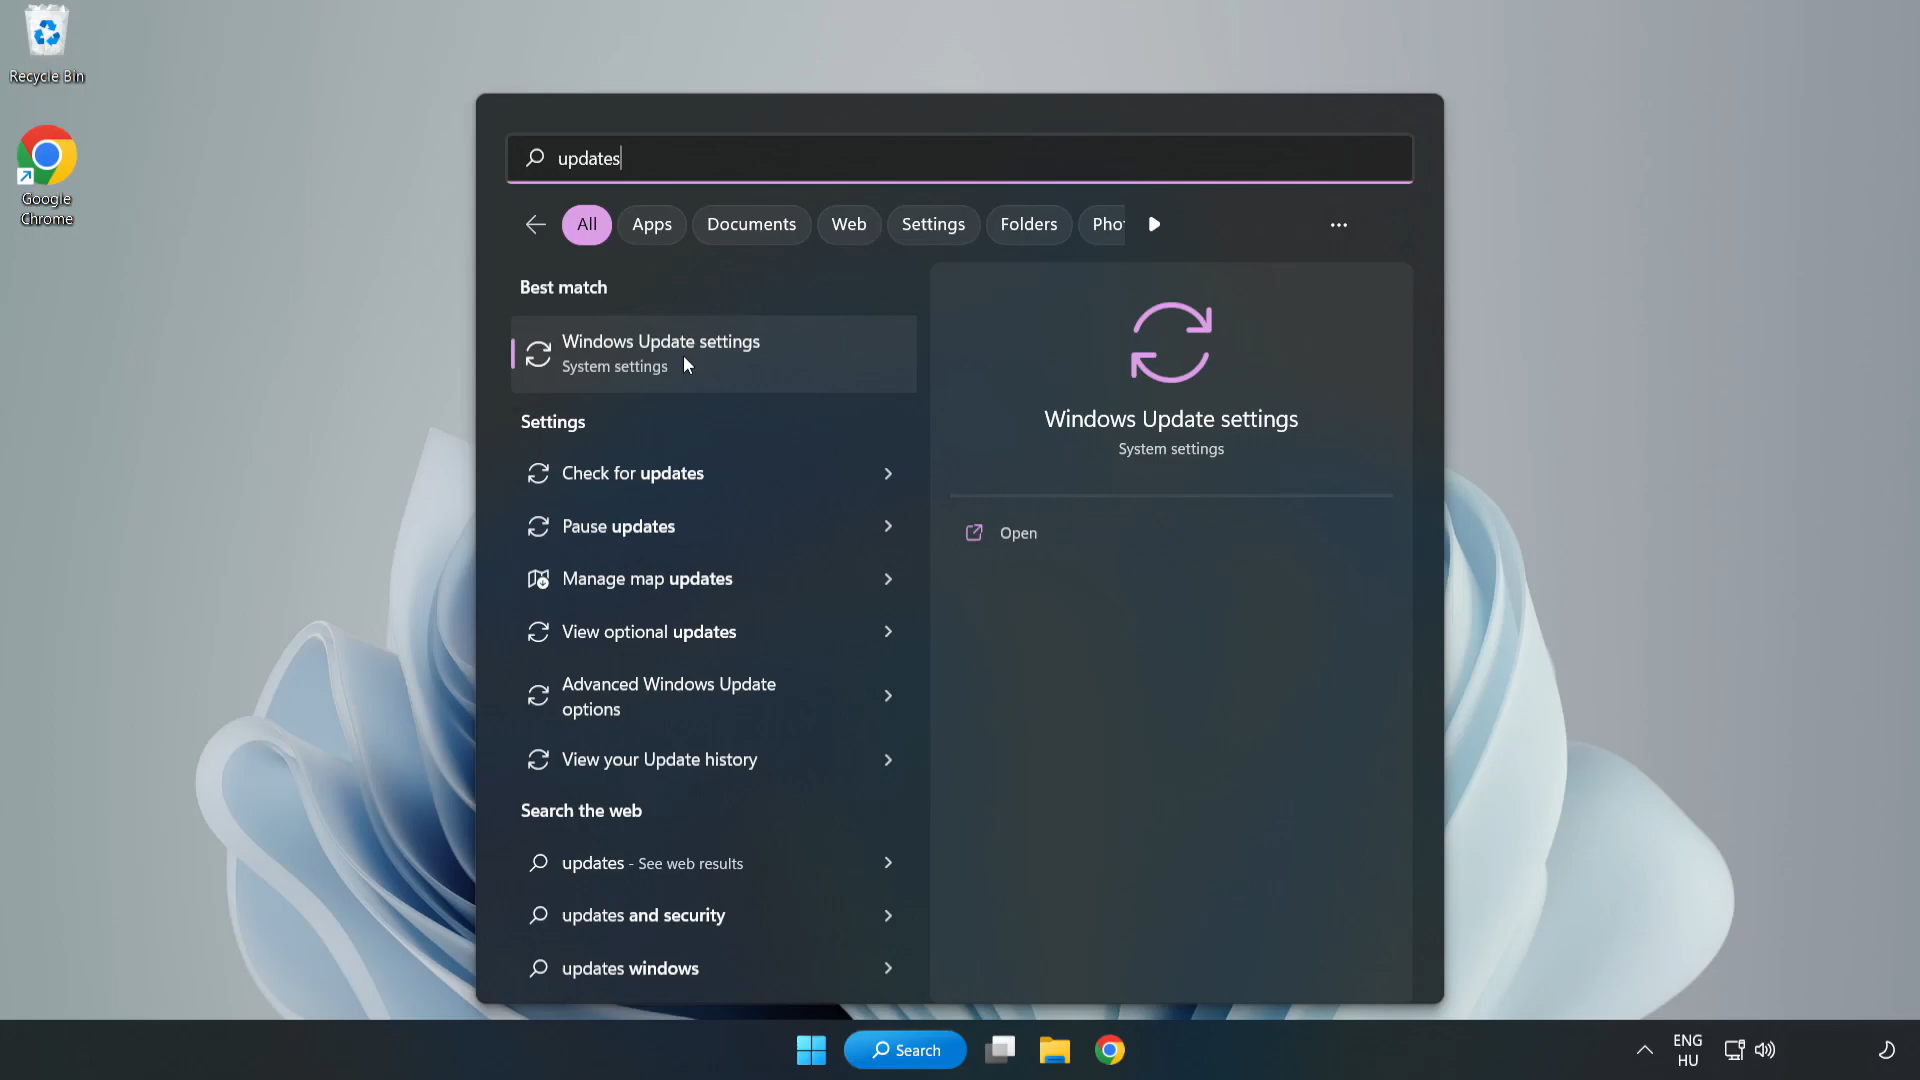 Recycle Bin
Google
Chrome
updates
All
Apps
Documents
Web
Settings
Folders
Best match
Windows Update settings
System settings
Settings
Check for updates
Pause updates
Manage map updates
View optional updates
Advanced Windows Update
options
View your Update history
Search the web
updates - See web results
updates and security
updates windows
Windows Update settings
System settings
Open
Search
ENG
HU